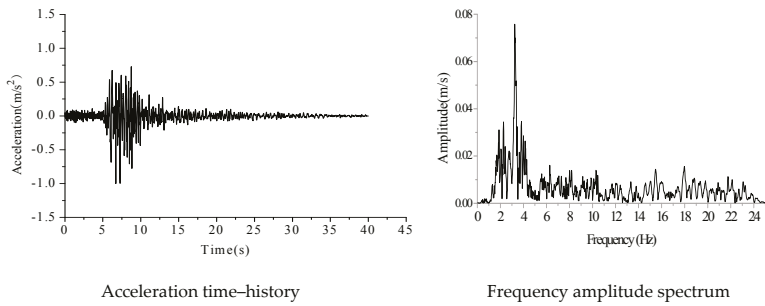 1.5
1.0
0.5
0.0
-0.5
-1.0
-1.5
Acceleration(m/s²)
0 5 10 15 20 25 30 35 40 45
Time(s)
Acceleration time–history
0.08
0.06
0.04
0.02
0.00
Amplitude(m/s)
0 2 4 6 8 10 12 14 16 18 20 22 24
Frequency(Hz)
Frequency amplitude spectrum